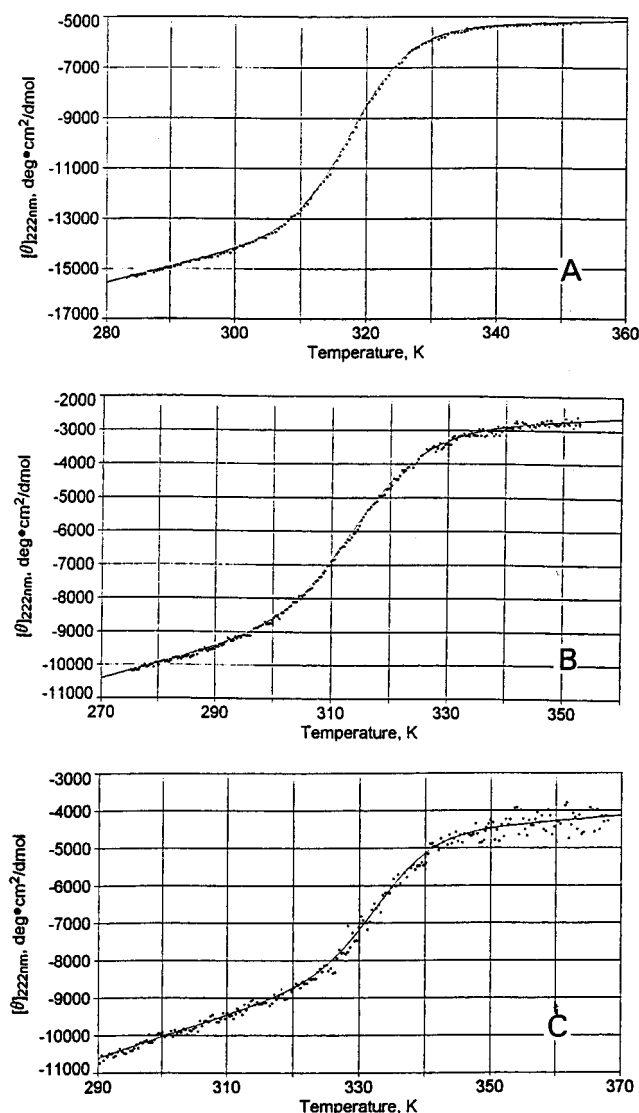 -5000
-7000
-9000
-11000
-13000
-15000
-17000
[θ]222nm, deg•cm²/dmol
A
280 300 320 340 360
Temperature, K
-2000
-3000
-4000
-5000
-6000
-7000
-8000
-9000
-10000
-11000
[θ]222nm, deg•cm²/dmol
B
270 290 310 330 350
Temperature, K
-3000
-4000
-5000
-6000
-7000
-8000
-9000
-10000
-11000
[θ]222nm, deg•cm²/dmol
C
290 310 330 350 370
Temperature, K